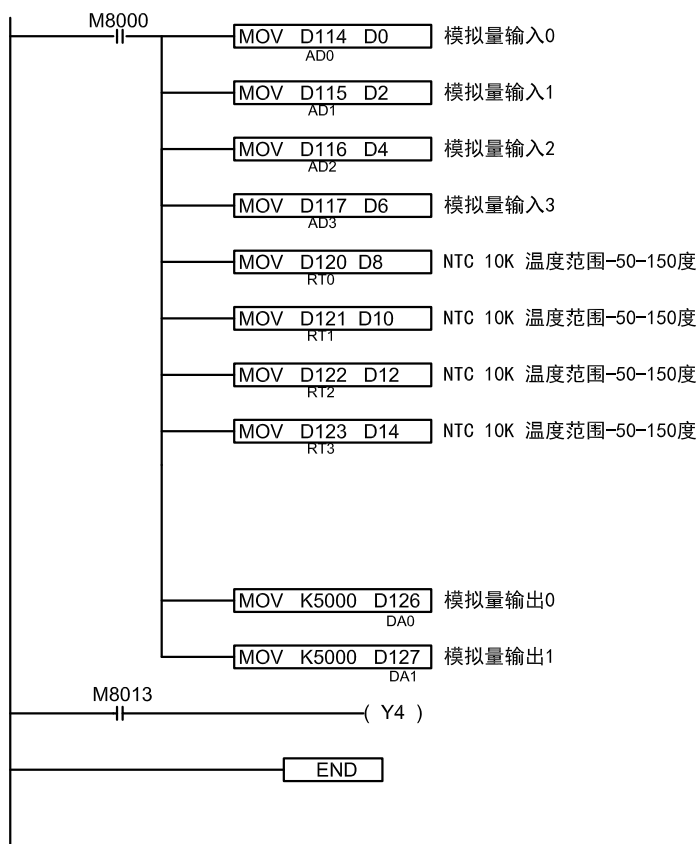 M8000
MOV D114 D0 模拟量输入0
AD0
MOV D115 D2 模拟量输入1
AD1
MOV D116 D4 模拟量输入2
AD2
MOV D117 D6 模拟量输入3
AD3
MOV D120 D8 NTC 10K 温度范围-50-150度
RT0
MOV D121 D10 NTC 10K 温度范围-50-150度
RT1
MOV D122 D12 NTC 10K 温度范围-50-150度
RT2
MOV D123 D14 NTC 10K 温度范围-50-150度
RT3
MOV K5000 D126 模拟量输出0
DA0
MOV K5000 D127 模拟量输出1
DA1
M8013
( Y4 )
END